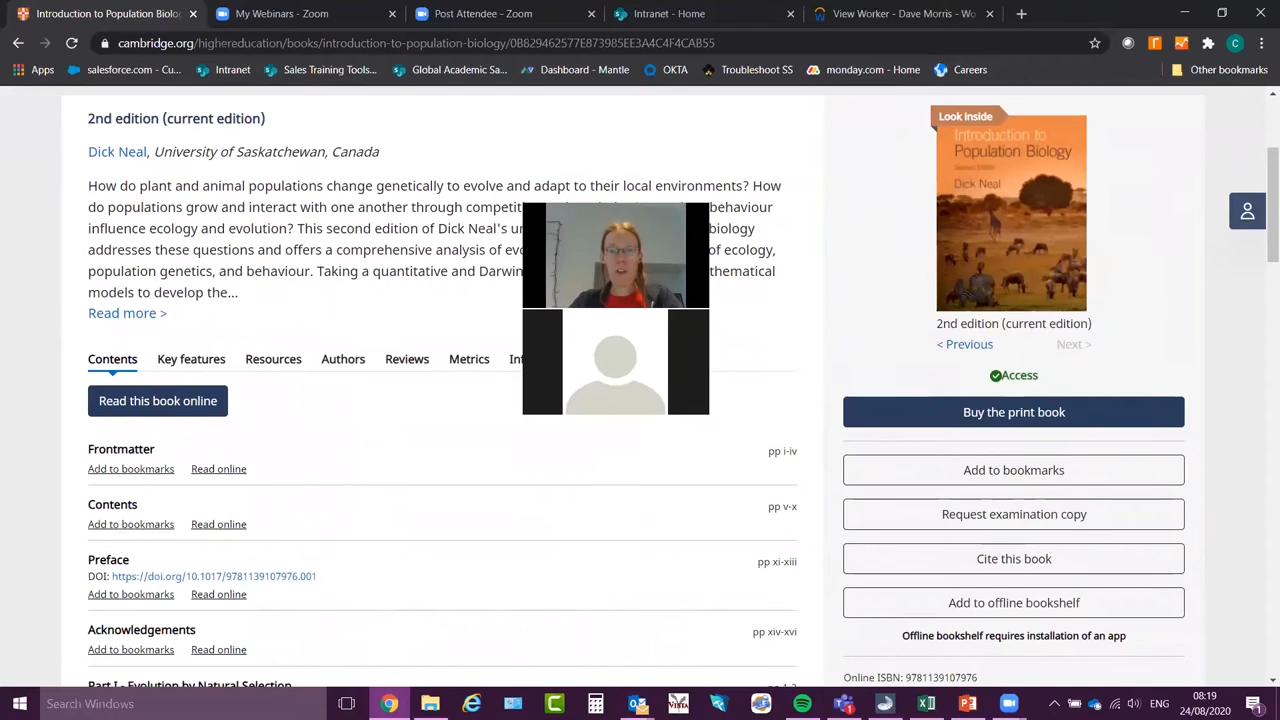 Introduction to Population Biolog
My Webinars - Zoom
Post Attendee - Zoom
Intranet - Home
View Worker - Dave Morris - Wo
cambridge.org/highereducation/books/introduction-to-population-biology/0B829462577E873985EE3A4C4F4CAB55
C
Apps
salesforce.com - Cu...
Intranet
Sales Training Tools...
Global Academic Sa...
Dashboard - Mantle
OKTA
Troubleshoot SS
monday.com - Home
Careers
Other bookmarks
2nd edition (current edition)
Dick Neal, University of Saskatchewan, Canada
How do plant and animal populations change genetically to evolve and adapt to their local environments? How
do populations grow and interact with one another through competit behaviour
influence ecology and evolution? This second edition of Dick Neal's u biology
addresses these questions and offers a comprehensive analysis of ev of ecology,
population genetics, and behaviour. Taking a quantitative and Darwin thematical
models to develop the...
Read more >
Contents
Key features
Resources
Authors
Reviews
Metrics
Int
Read this book online
Frontmatter
pp i-iv
Add to bookmarks
Read online
Contents
pp v-x
Add to bookmarks
Read online
Preface
pp xi-xiii
DOI: https://doi.org/10.1017/9781139107976.001
Add to bookmarks
Read online
Acknowledgements
pp xiv-xvi
Add to bookmarks
Read online
Part I - Evolution by Natural Selection
Look Inside
Introduction to
Population Biology
Second Edition
Dick Neal
2nd edition (current edition)
< Previous
Next >
Access
Buy the print book
Add to bookmarks
Request examination copy
Cite this book
Add to offline bookshelf
Offline bookshelf requires installation of an app
Online ISBN: 9781139107976
Search Windows
ENG
08:19
24/08/2020